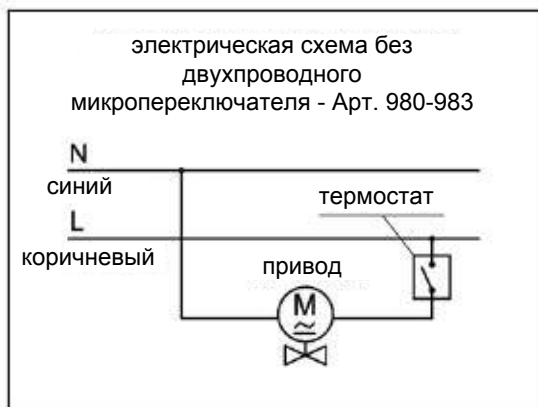 электрическая схема без
двухпроводного
микропереключателя - Арт. 980-983
N
синий
термостат
L
коричневый
привод
M